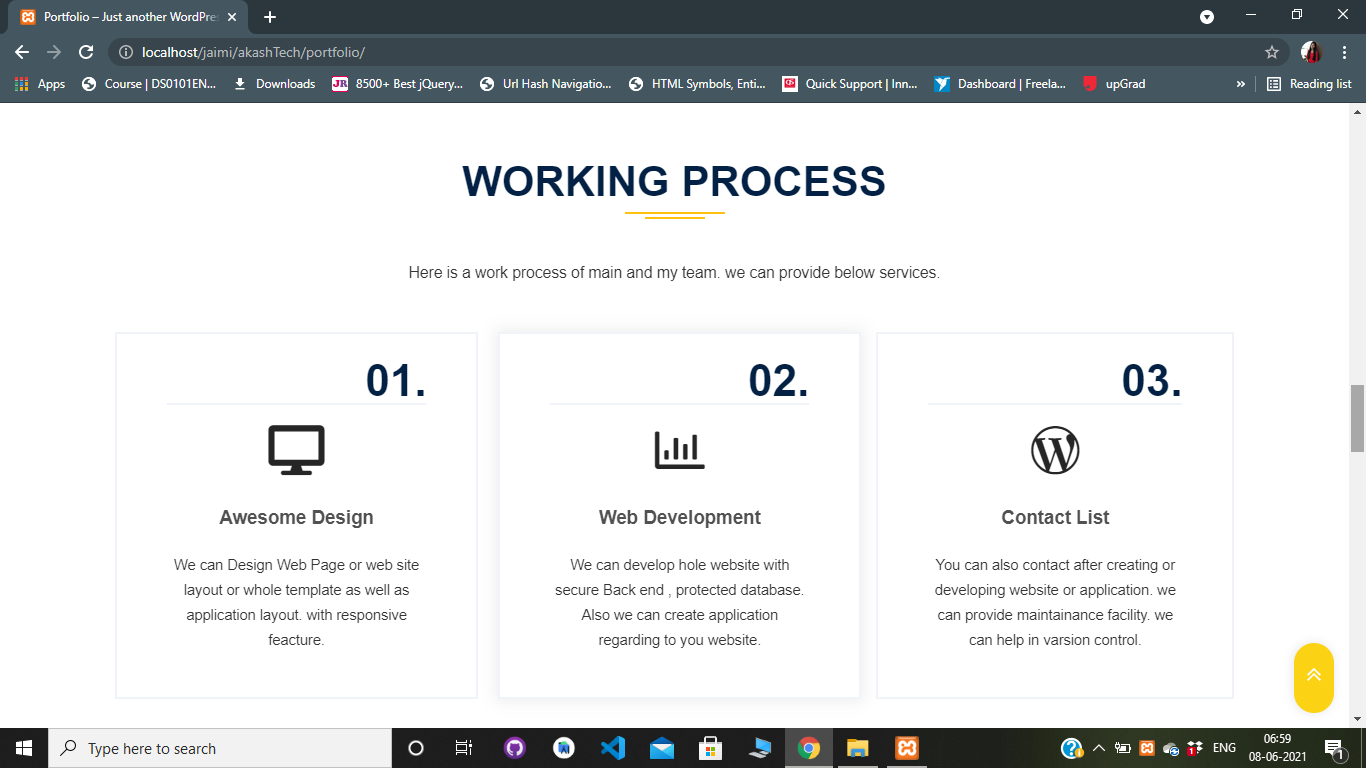 Portfolio – Just another WordPre
localhost/jaimi/akashTech/portfolio/
Apps
Course | DS0101EN...
Downloads
JR
8500+ Best jQuery...
Url Hash Navigatio...
HTML Symbols, Enti...
Quick Support | Inn...
Dashboard | Freela...
upGrad
»
Reading list
WORKING PROCESS
Here is a work process of main and my team. we can provide below services.
01.
Awesome Design
We can Design Web Page or web site
layout or whole template as well as
application layout. with responsive
feacture.
02.
Web Development
We can develop hole website with
secure Back end , protected database.
Also we can create application
regarding to you website.
03.
Contact List
You can also contact after creating or
developing website or application. we
can provide maintainance facility. we
can help in varsion control.
Type here to search
ENG
06:59
08-06-2021
1